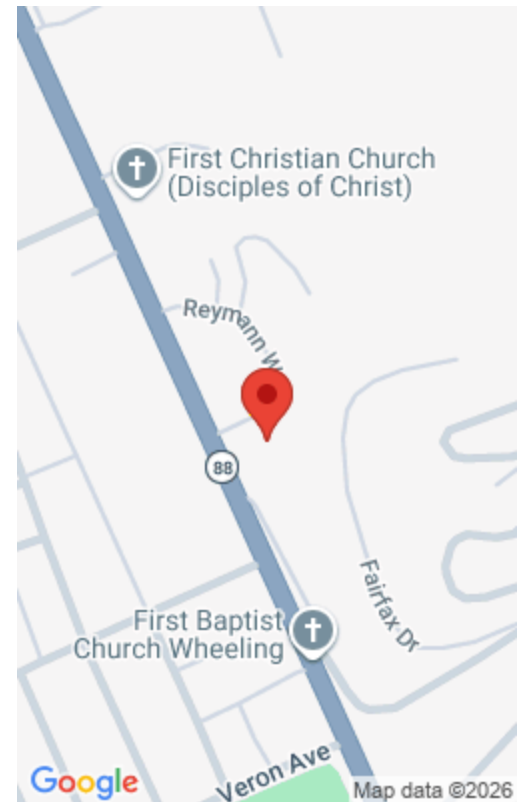 First Christian Church
(Disciples of Christ)
Reymann W
88
Fairfax Dr
First Baptist
Church Wheeling
Veron Ave
Google
Map data ©2026